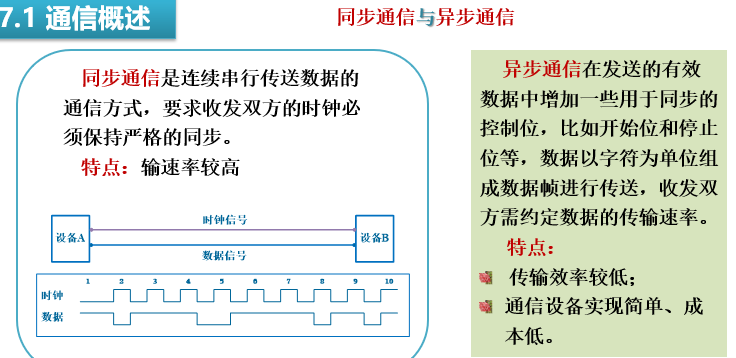 7.1 通信概述
同步通信与异步通信
同步通信是连续串行传送数据的
通信方式，要求收发双方的时钟必
须保持严格的同步。
特点：输速率较高
时钟信号
设备A
设备B
数据信号
1 2 3 4 5 6 7 8 9 10
时钟
数据
异步通信在发送的有效
数据中增加一些用于同步的
控制位，比如开始位和停止
位等，数据以字符为单位组
成数据帧进行传送，收发双
方需约定数据的传输速率。
特点：
传输效率较低；
通信设备实现简单、成
本低。